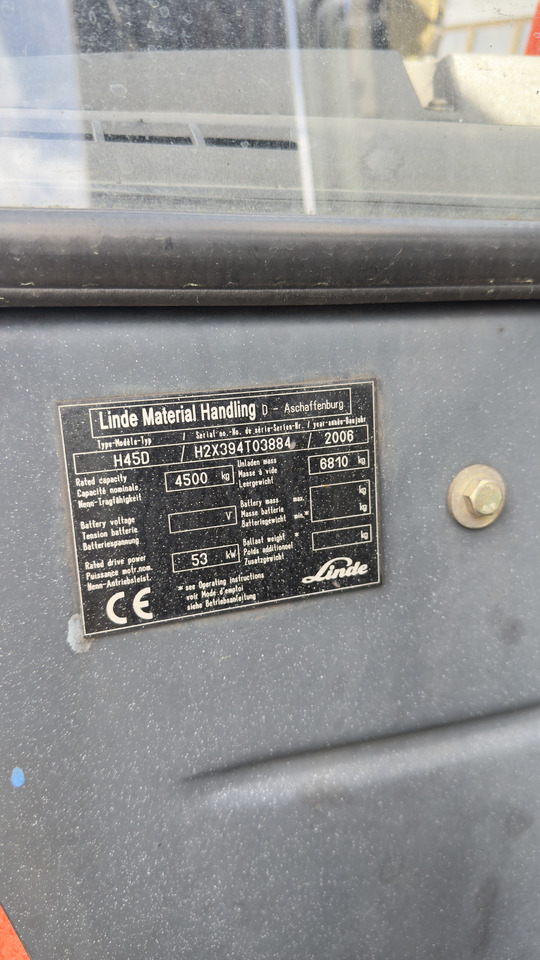 Linde Material Handling D - Aschaffenburg
Type-Modèle-Typ / Serial-no.-No. de série-Serien-Nr. / year-année-Baujahr
H45D / H2X394T03884 / 2006
Rated capacity
Capacité nominale
Nenn-Tragfähigkeit
4500 kg
Unladen mass
Masse à vide
Leergewicht
6810 kg
Battery voltage
Tension batterie
Batteriespannung
V
Battery mass max.
Masse batterie
Batteriegewicht min.*
kg
kg
Rated drive power
Puissance motr.nom.
Nenn-Antriebsleist.
53 kW
Ballast weight *
Poids additionnel
Zusatzgewicht
kg
CE
* see Operating instructions
voir Mode d'emploi
siehe Betriebsanleitung
Linde